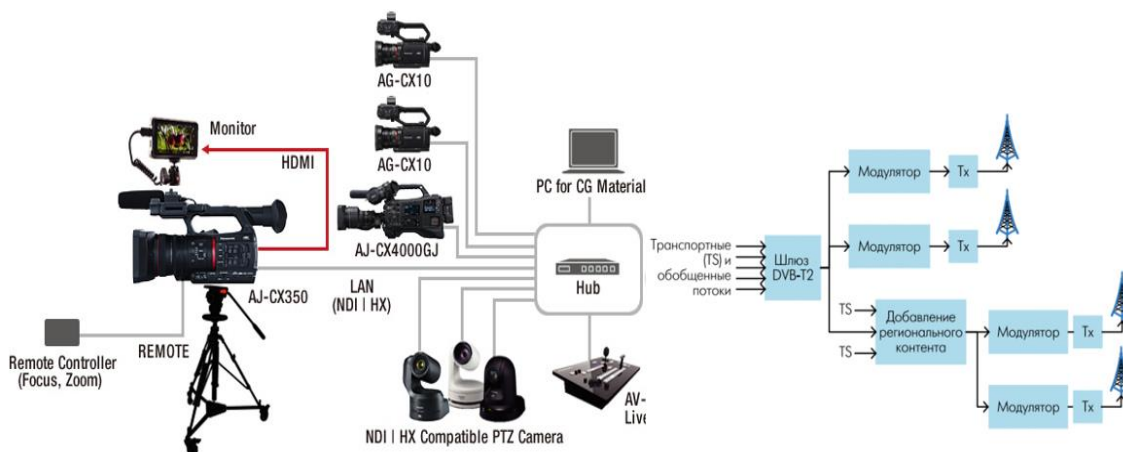 AG-CX10
Monitor
HDMI
AG-CX10
PC for CG Material
AJ-CX4000GJ
Hub
AJ-CX350
LAN
(NDI | HX)
REMOTE
Remote Controller
(Focus, Zoom)
AV-
Live
NDI | HX Compatible PTZ Camera
Транспортные
(TS) и
обобщенные
потоки
Шлюз
DVB-T2
Модулятор
Tx
Модулятор
Tx
TS
TS
Добавление
регионального
контента
Модулятор
Tx
Модулятор
Tx